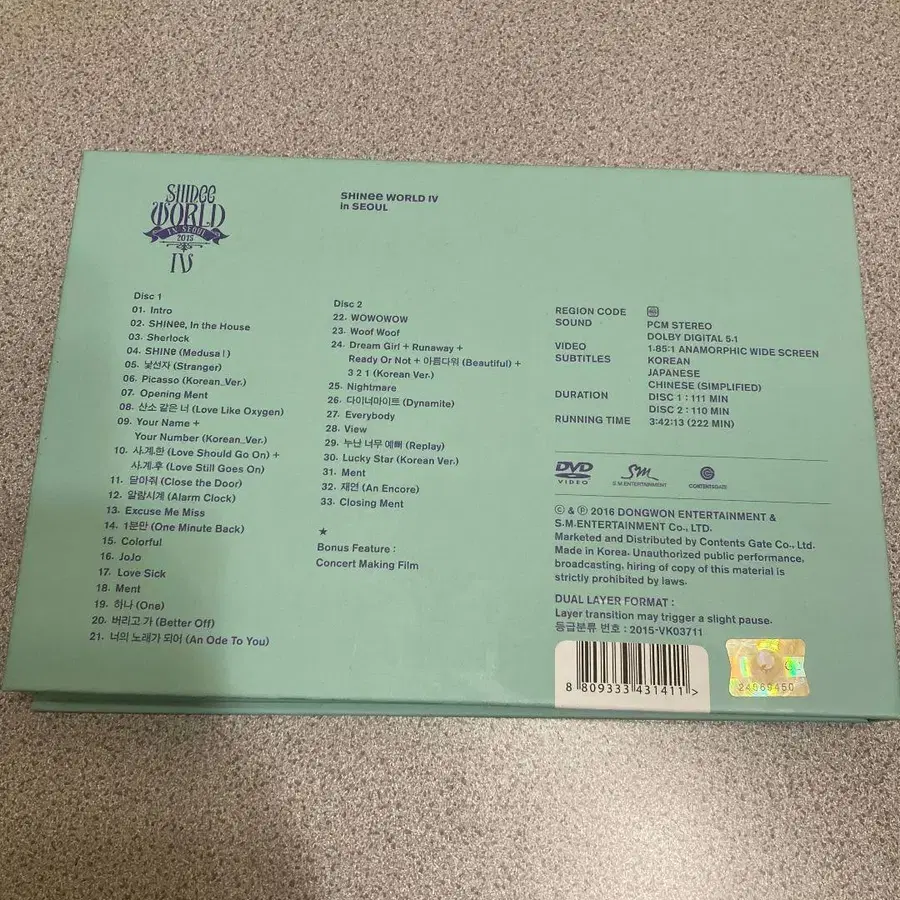 SHINee
WORLD
IN SEOUL
2015
IV
SHINee WORLD IV
in SEOUL
Disc 1
01. Intro
02. SHINee, In the House
03. Sherlock
04. SHINe (Medusa I)
05. 낯선자 (Stranger)
06. Picasso (Korean_Ver.)
07. Opening Ment
08. 산소 같은 너 (Love Like Oxygen)
09. Your Name +
Your Number (Korean_Ver.)
10. 사.계.한 (Love Should Go On) +
사.계.후 (Love Still Goes On)
11. 닫아줘 (Close the Door)
12. 알람시계 (Alarm Clock)
13. Excuse Me Miss
14. 1분만 (One Minute Back)
15. Colorful
16. JoJo
17. Love Sick
18. Ment
19. 하나 (One)
20. 버리고 가 (Better Off)
21. 너의 노래가 되어 (An Ode To You)
Disc 2
22. WOWOWOW
23. Woof Woof
24. Dream Girl + Runaway +
Ready Or Not + 아름다워 (Beautiful) +
3 2 1 (Korean Ver.)
25. Nightmare
26. 다이너마이트 (Dynamite)
27. Everybody
28. View
29. 누난 너무 예뻐 (Replay)
30. Lucky Star (Korean Ver.)
31. Ment
32. 재연 (An Encore)
33. Closing Ment
★
Bonus Feature :
Concert Making Film
REGION CODE
SOUND PCM STEREO
DOLBY DIGITAL 5.1
VIDEO 1.85:1 ANAMORPHIC WIDE SCREEN
SUBTITLES KOREAN
JAPANESE
CHINESE (SIMPLIFIED)
DURATION DISC 1 : 111 MIN
DISC 2 : 110 MIN
RUNNING TIME 3:42:13 (222 MIN)
DVD VIDEO SM S.M.ENTERTAINMENT CONTENTSGATE
ⓒ & ⓟ 2016 DONGWON ENTERTAINMENT &
S.M.ENTERTAINMENT Co., LTD.
Marketed and Distributed by Contents Gate Co., Ltd.
Made in Korea. Unauthorized public performance,
broadcasting, hiring of copy of this material is
strictly prohibited by laws.
DUAL LAYER FORMAT :
Layer transition may trigger a slight pause.
등급분류 번호 : 2015-VK03711
8 809333 431411 >